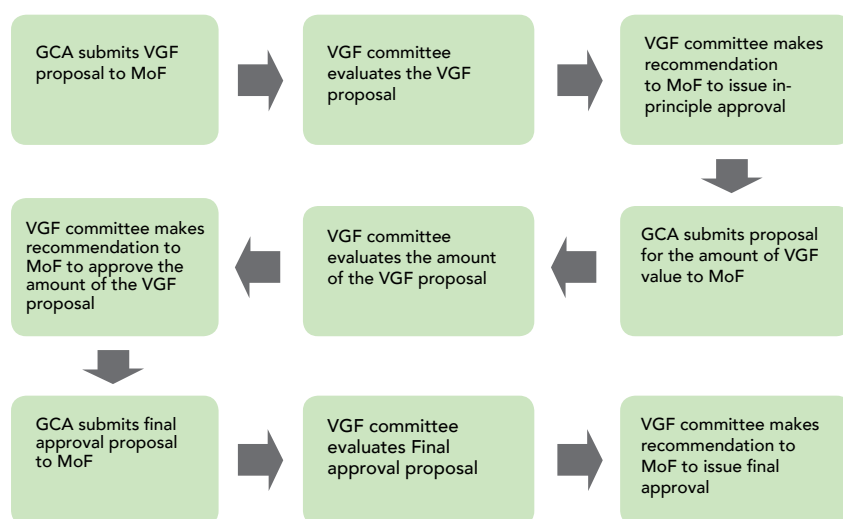 GCA submits VGF
proposal to MoF
VGF committee
evaluates the VGF
proposal
VGF committee makes
recommendation
to MoF to issue in-
principle approval
GCA submits proposal
for the amount of VGF
value to MoF
VGF committee
evaluates the amount
of the VGF proposal
VGF committee makes
recommendation to
MoF to approve the
amount of the VGF
proposal
GCA submits final
approval proposal
to MoF
VGF committee
evaluates Final
approval proposal
VGF committee makes
recommendation to
MoF to issue final
approval